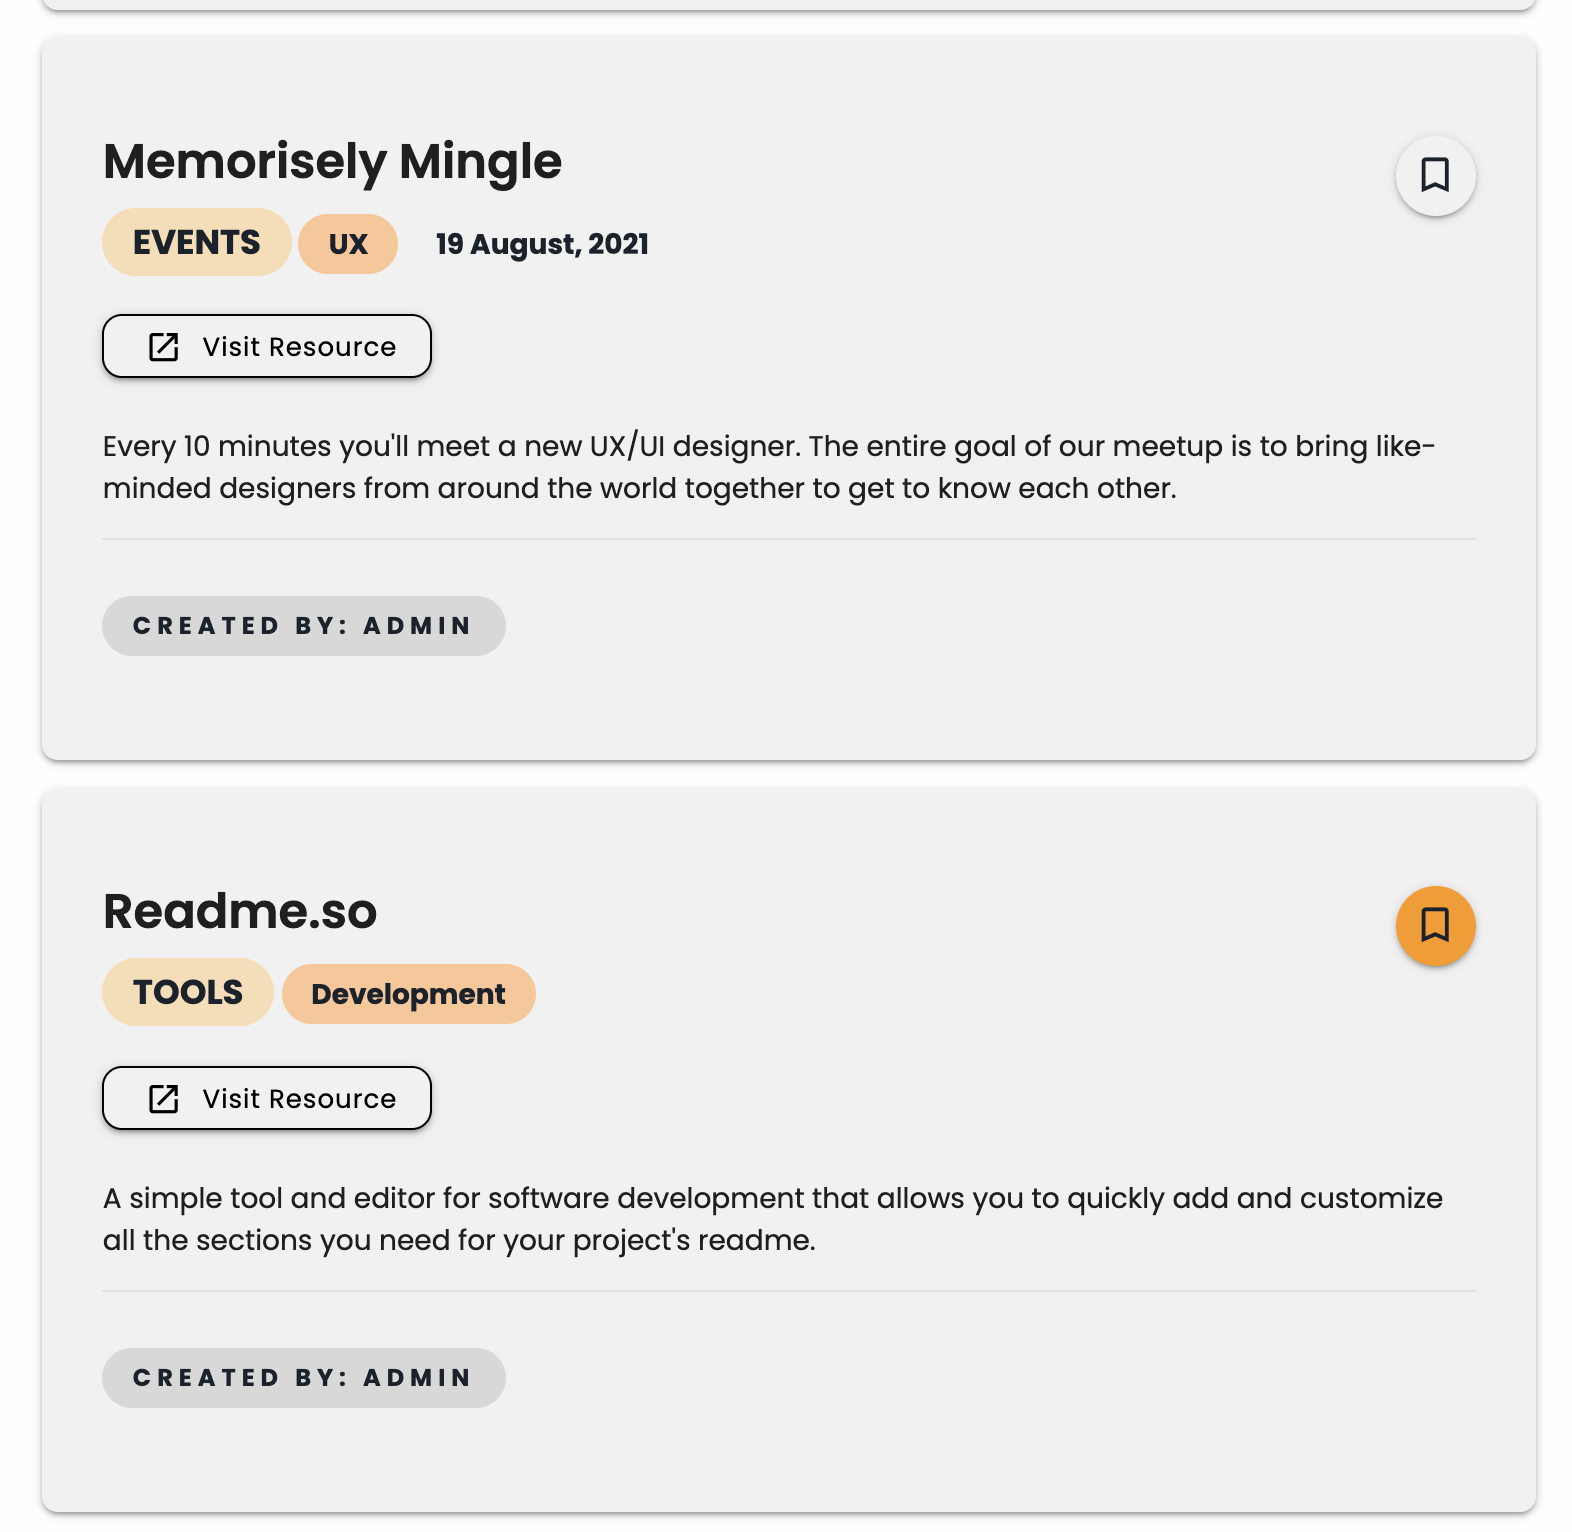 Memorisely Mingle
EVENTS UX 19 August, 2021
Visit Resource
Every 10 minutes you'll meet a new UX/UI designer. The entire goal of our meetup is to bring like-
minded designers from around the world together to get to know each other.
CREATED BY: ADMIN
Readme.so
TOOLS Development
Visit Resource
A simple tool and editor for software development that allows you to quickly add and customize
all the sections you need for your project's readme.
CREATED BY: ADMIN